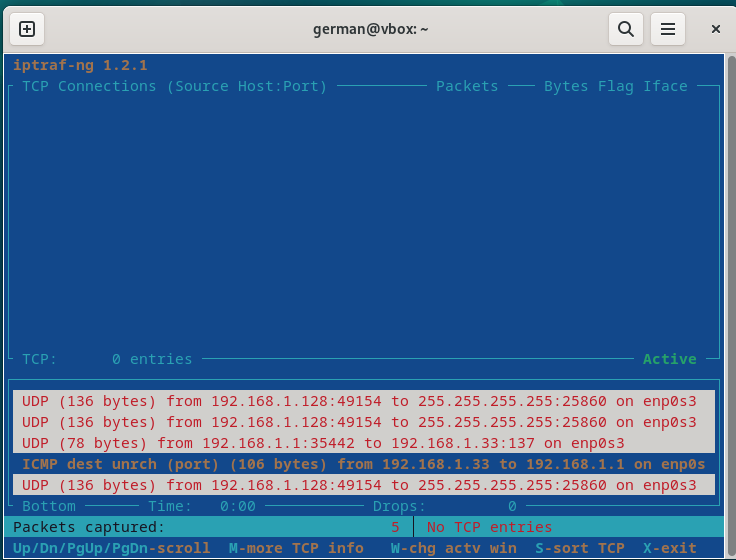 german@vbox: ~
iptraf-ng 1.2.1
TCP Connections (Source Host:Port) Packets Bytes Flag Iface
TCP: 0 entries Active
UDP (136 bytes) from 192.168.1.128:49154 to 255.255.255.255:25860 on enp0s3
UDP (136 bytes) from 192.168.1.128:49154 to 255.255.255.255:25860 on enp0s3
UDP (78 bytes) from 192.168.1.1:35442 to 192.168.1.33:137 on enp0s3
ICMP dest unrch (port) (106 bytes) from 192.168.1.33 to 192.168.1.1 on enp0s
UDP (136 bytes) from 192.168.1.128:49154 to 255.255.255.255:25860 on enp0s3
Bottom Time: 0:00 Drops: 0
Packets captured: 5 No TCP entries
Up/Dn/PgUp/PgDn-scroll M-more TCP info W-chg actv win S-sort TCP X-exit